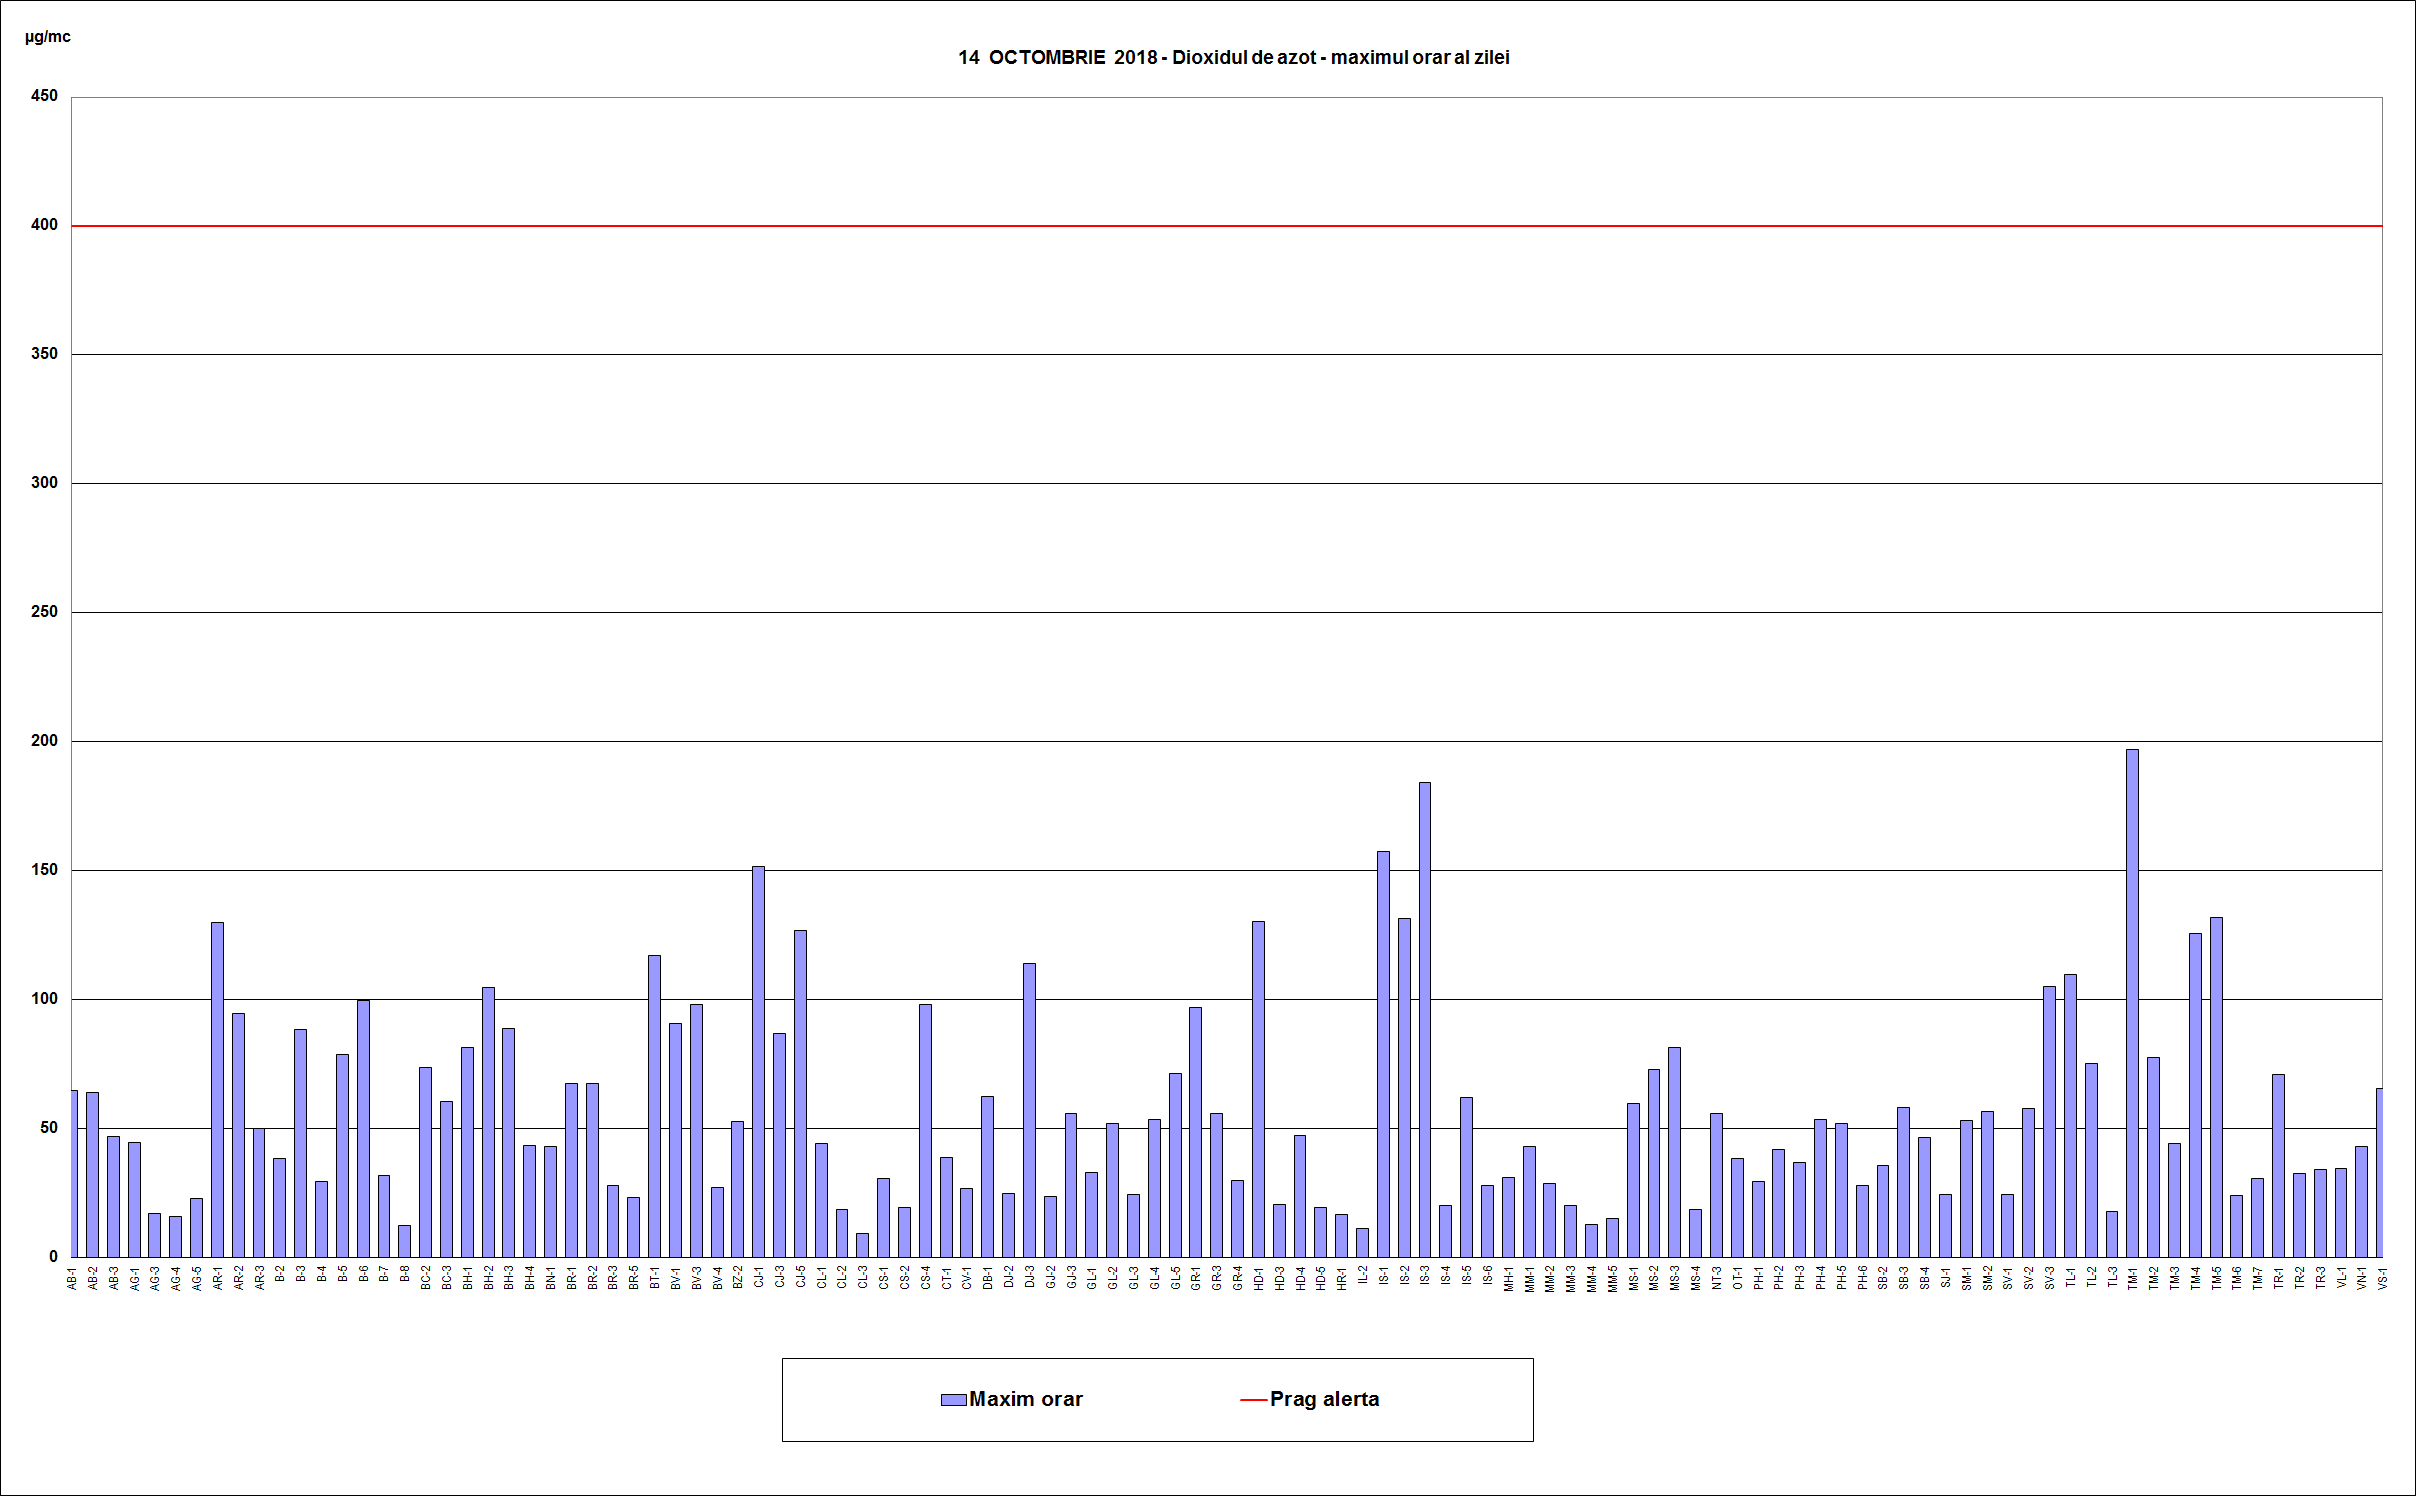 µg/mc
14 OCTOMBRIE 2018 - Dioxidul de azot - maximul orar al zilei
450
400
350
300
250
200
150
100
50
0
AB-1 AB-2 AB-3 AG-1 AG-3 AG-4 AG-5 AR-1 AR-2 AR-3 B-2 B-3 B-4 B-5 B-6 B-7 B-8 BC-2 BC-3 BH-1 BH-2 BH-3 BH-4 BN-1 BR-1 BR-2 BR-3 BR-5 BT-1 BV-1 BV-3 BV-4 BZ-2 CJ-1 CJ-3 CJ-5 CL-1 CL-2 CL-3 CS-1 CS-2 CS-4 CT-1 CV-1 DB-1 DJ-2 DJ-3 GJ-2 GJ-3 GL-1 GL-2 GL-3 GL-4 GL-5 GR-1 GR-3 GR-4 HD-1 HD-3 HD-4 HD-5 HR-1 IL-2 IS-1 IS-2 IS-3 IS-4 IS-5 IS-6 MH-1 MM-1 MM-2 MM-3 MM-4 MM-5 MS-1 MS-2 MS-3 MS-4 NT-3 OT-1 PH-1 PH-2 PH-3 PH-4 PH-5 PH-6 SB-2 SB-3 SB-4 SJ-1 SM-1 SM-2 SV-1 SV-2 SV-3 TL-1 TL-2 TL-3 TM-1 TM-2 TM-3 TM-4 TM-5 TM-6 TM-7 TR-1 TR-2 TR-3 VL-1 VN-1 VS-1
Maxim orar Prag alerta